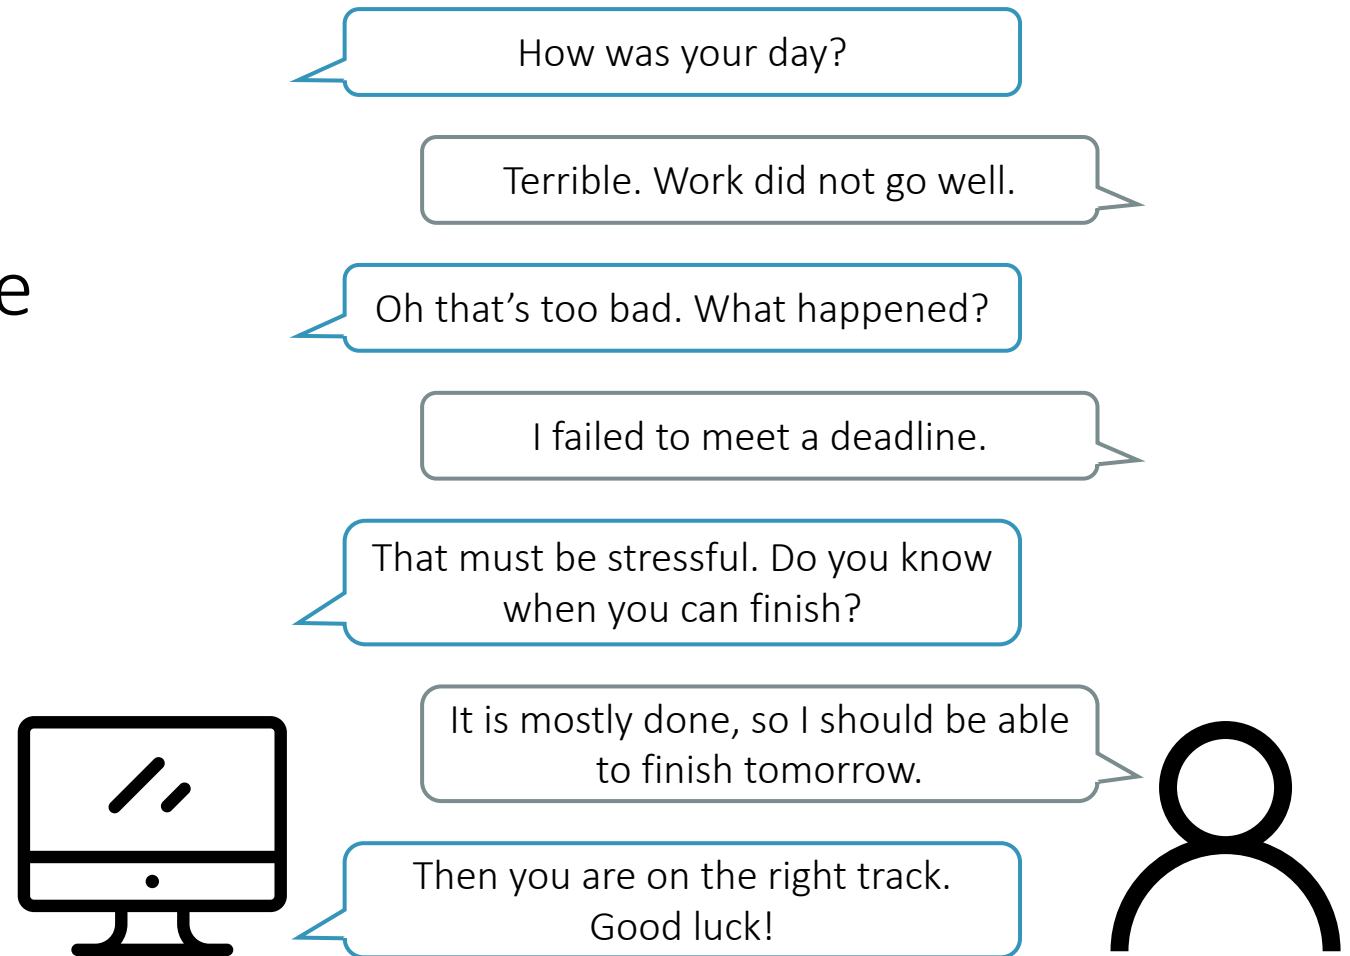 How was your day?
Terrible. Work did not go well.
e
Oh that’s too bad. What happened?
I failed to meet a deadline.
That must be stressful. Do you know
when you can finish?
It is mostly done, so I should be able
to finish tomorrow.
Then you are on the right track.
Good luck!